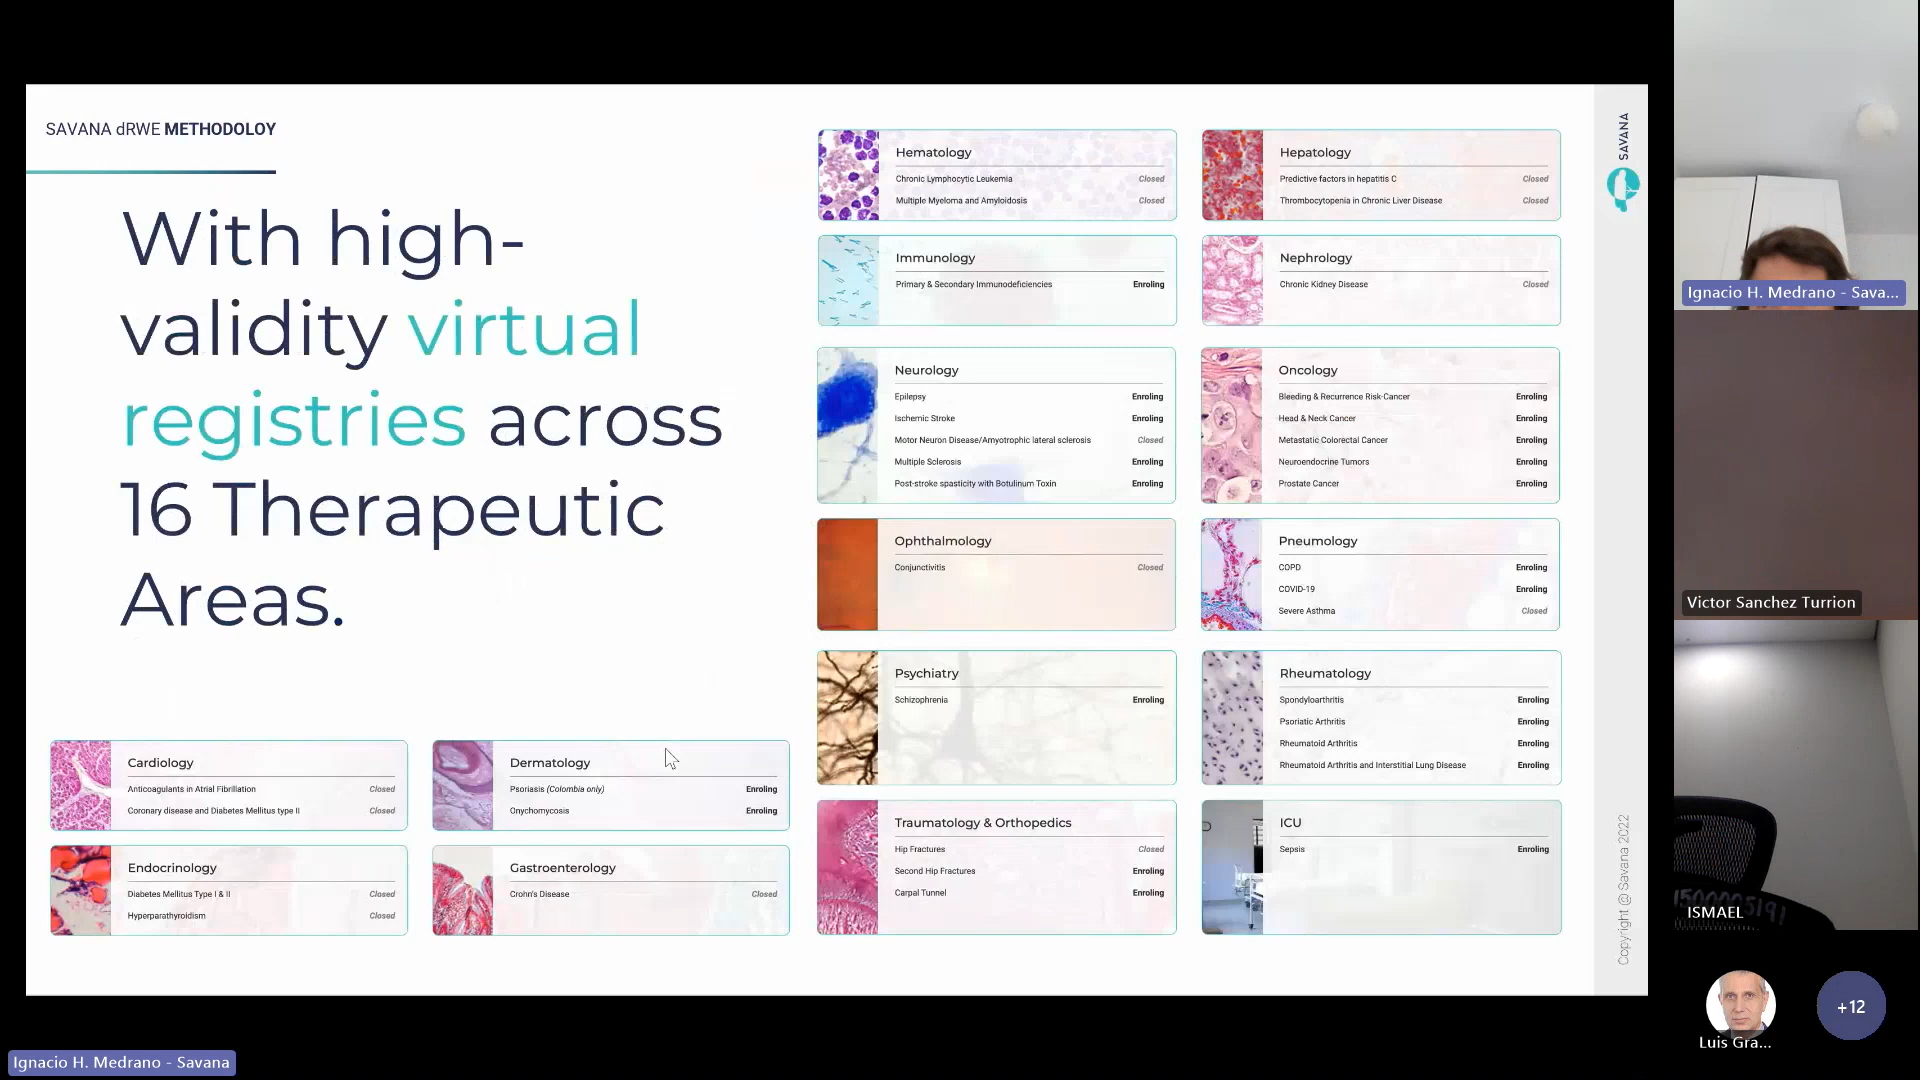 SAVANA dRWE METHODOLOY
With high-
validity virtual
registries across
16 Therapeutic
Areas.
Cardiology
Anticoagulants in Atrial Fibrillation Closed
Coronary disease and Diabetes Mellitus type II Closed
Dermatology
Psoriasis (Colombia only) Enroling
Onychomycosis Enroling
Endocrinology
Diabetes Mellitus Type I & II Closed
Hyperparathyroidism Closed
Gastroenterology
Crohn's Disease Closed
Hematology
Chronic Lymphocytic Leukemia Closed
Multiple Myeloma and Amyloidosis Closed
Hepatology
Predictive factors in hepatitis C Closed
Thrombocytopenia in Chronic Liver Disease Closed
Immunology
Primary & Secondary Immunodeficiencies Enroling
Nephrology
Chronic Kidney Disease Closed
Neurology
Epilepsy Enroling
Ischemic Stroke Enroling
Motor Neuron Disease/Amyotrophic lateral sclerosis Closed
Multiple Sclerosis Enroling
Post-stroke spasticity with Botulinum Toxin Enroling
Oncology
Bleeding & Recurrence Risk-Cancer Enroling
Head & Neck Cancer Enroling
Metastatic Colorectal Cancer Enroling
Neuroendocrine Tumors Enroling
Prostate Cancer Enroling
Ophthalmology
Conjunctivitis Closed
Pneumology
COPD Enroling
COVID-19 Enroling
Severe Asthma Closed
Psychiatry
Schizophrenia Enroling
Rheumatology
Spondyloarthritis Enroling
Psoriatic Arthritis Enroling
Rheumatoid Arthritis Enroling
Rheumatoid Arthritis and Interstitial Lung Disease Enroling
Traumatology & Orthopedics
Hip Fractures Closed
Second Hip Fractures Enroling
Carpal Tunnel Enroling
ICU
Sepsis Enroling
SAVANA
Copyright @ Savana 2022
Ignacio H. Medrano - Sava...
Victor Sanchez Turrion
ISMAEL
Luis Gra...
+12
Ignacio H. Medrano - Savana